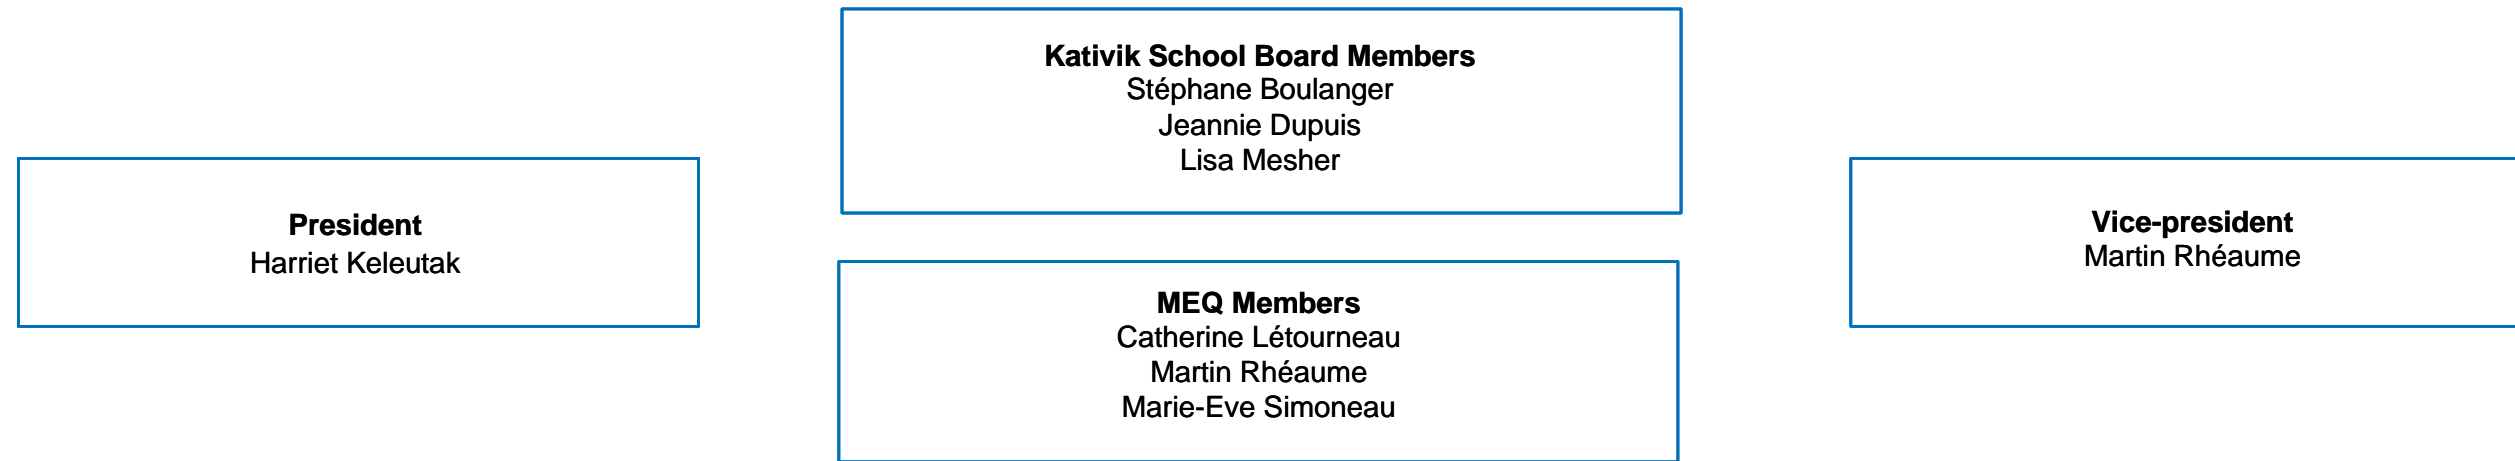 Kativik School Board Members
Stéphane Boulanger
Jeannie Dupuis
Lisa Mesher
President
Harriet Keleutak
Vice-president
Martin Rhéaume
MEQ Members
Catherine Létourneau
Martin Rhéaume
Marie-Eve Simoneau